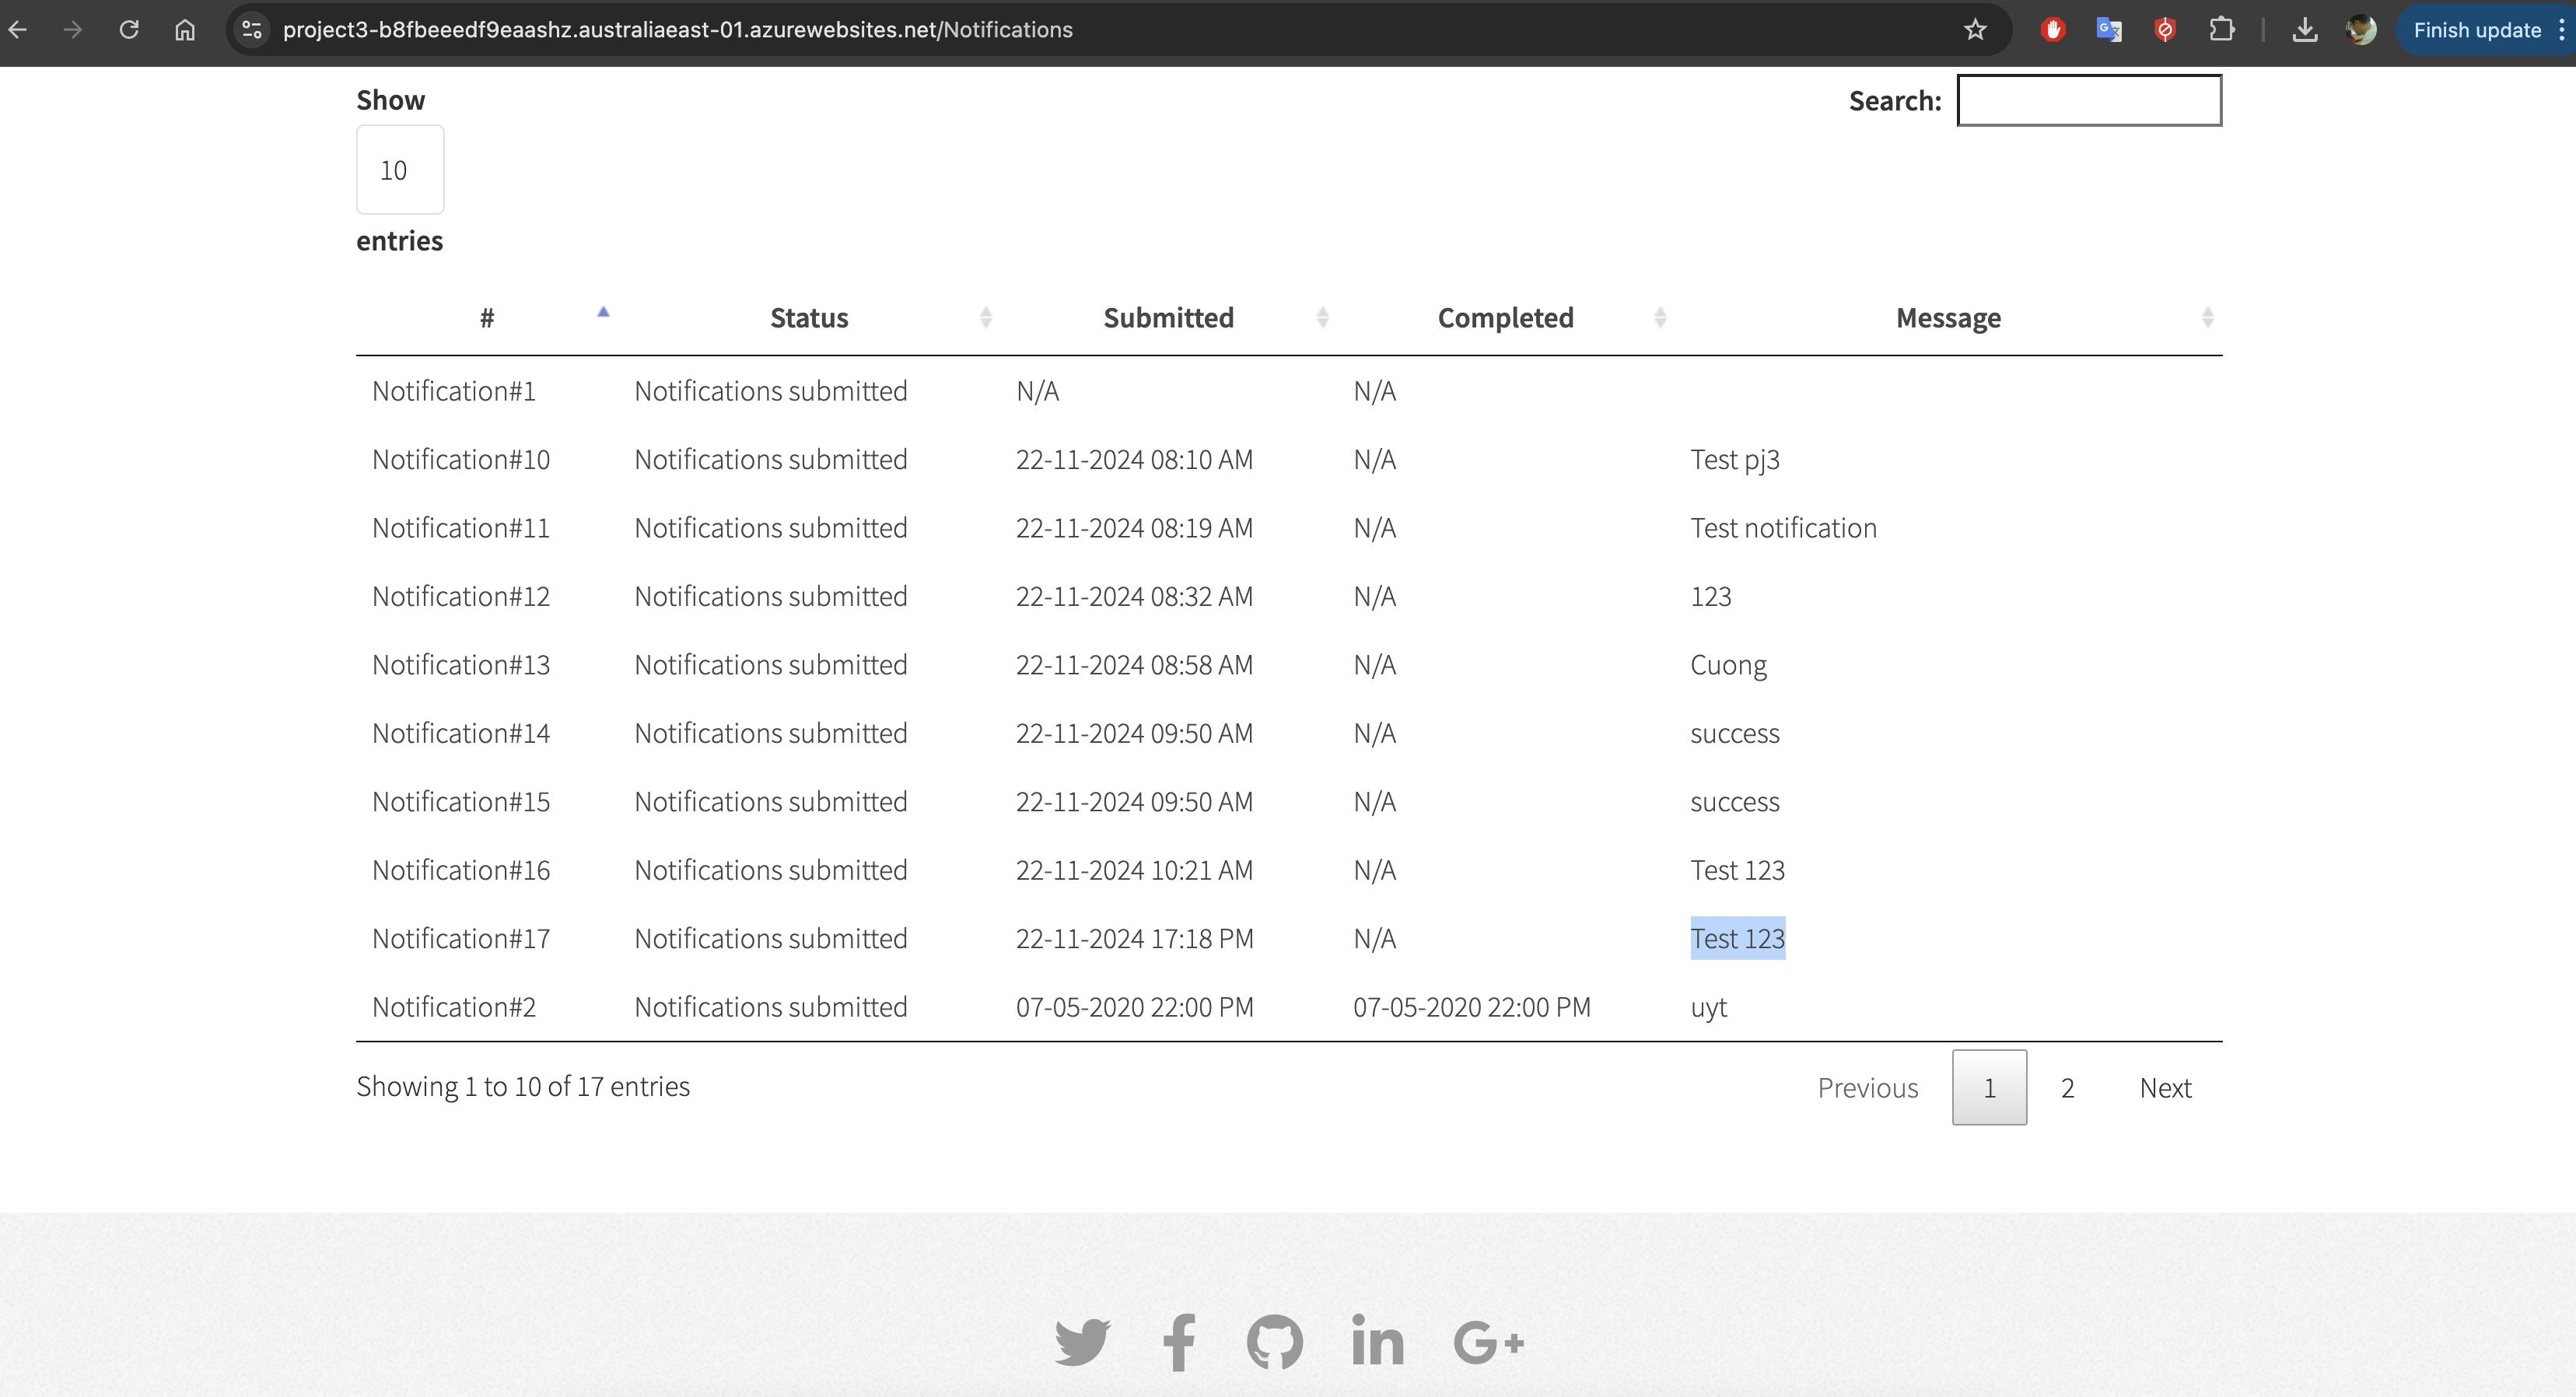 project3-b8fbeeedf9eaashz.australiaeast-01.azurewebsites.net/Notifications
Finish update
Show
Search:
10
entries
# Status Submitted Completed Message
Notification#1 Notifications submitted N/A N/A
Notification#10 Notifications submitted 22-11-2024 08:10 AM N/A Test pj3
Notification#11 Notifications submitted 22-11-2024 08:19 AM N/A Test notification
Notification#12 Notifications submitted 22-11-2024 08:32 AM N/A 123
Notification#13 Notifications submitted 22-11-2024 08:58 AM N/A Cuong
Notification#14 Notifications submitted 22-11-2024 09:50 AM N/A success
Notification#15 Notifications submitted 22-11-2024 09:50 AM N/A success
Notification#16 Notifications submitted 22-11-2024 10:21 AM N/A Test 123
Notification#17 Notifications submitted 22-11-2024 17:18 PM N/A Test 123
Notification#2 Notifications submitted 07-05-2020 22:00 PM 07-05-2020 22:00 PM uyt
Showing 1 to 10 of 17 entries
Previous 1 2 Next